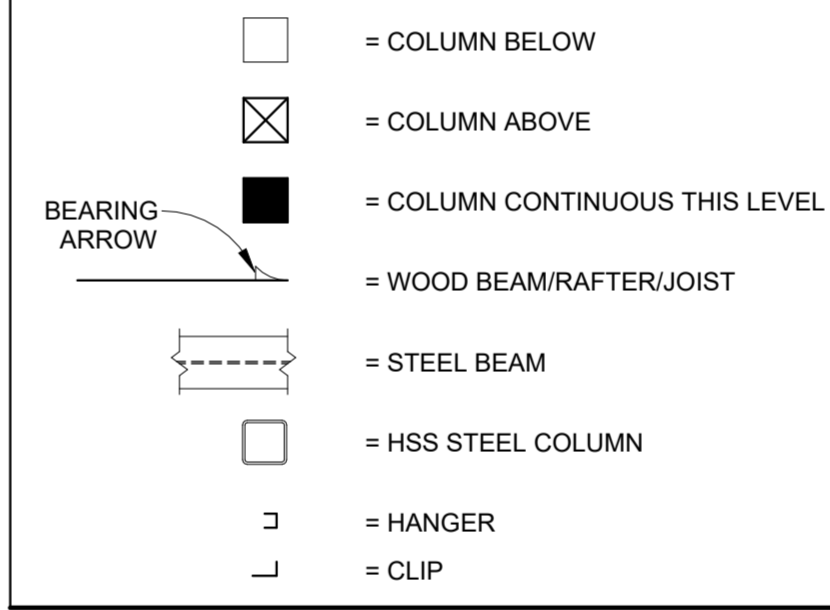 = COLUMN BELOW
= COLUMN ABOVE
= COLUMN CONTINUOUS THIS LEVEL
BEARING
ARROW
= WOOD BEAM/RAFTER/JOIST
= STEEL BEAM
= HSS STEEL COLUMN
= HANGER
= CLIP